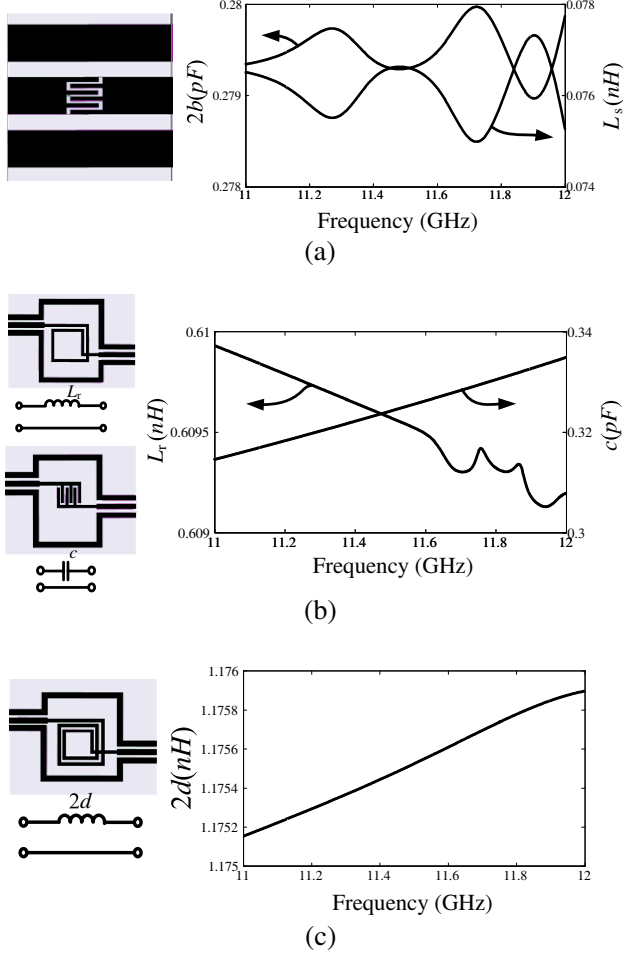 0.28
0.279
0.278
2b(pF)
0.078
0.076
0.074
L s (nH)
11 11.2 11.4 11.6 11.8 12
Frequency (GHz)
(a)
L r
c
0.61
0.6095
0.609
L r (nH)
0.34
0.32
0.3
c(pF)
11 11.2 11.4 11.6 11.8 12
Frequency (GHz)
(b)
2d
1.176
1.1758
1.1756
1.1754
1.1752
1.175
2d(nH)
11 11.2 11.4 11.6 11.8 12
Frequency (GHz)
(c)